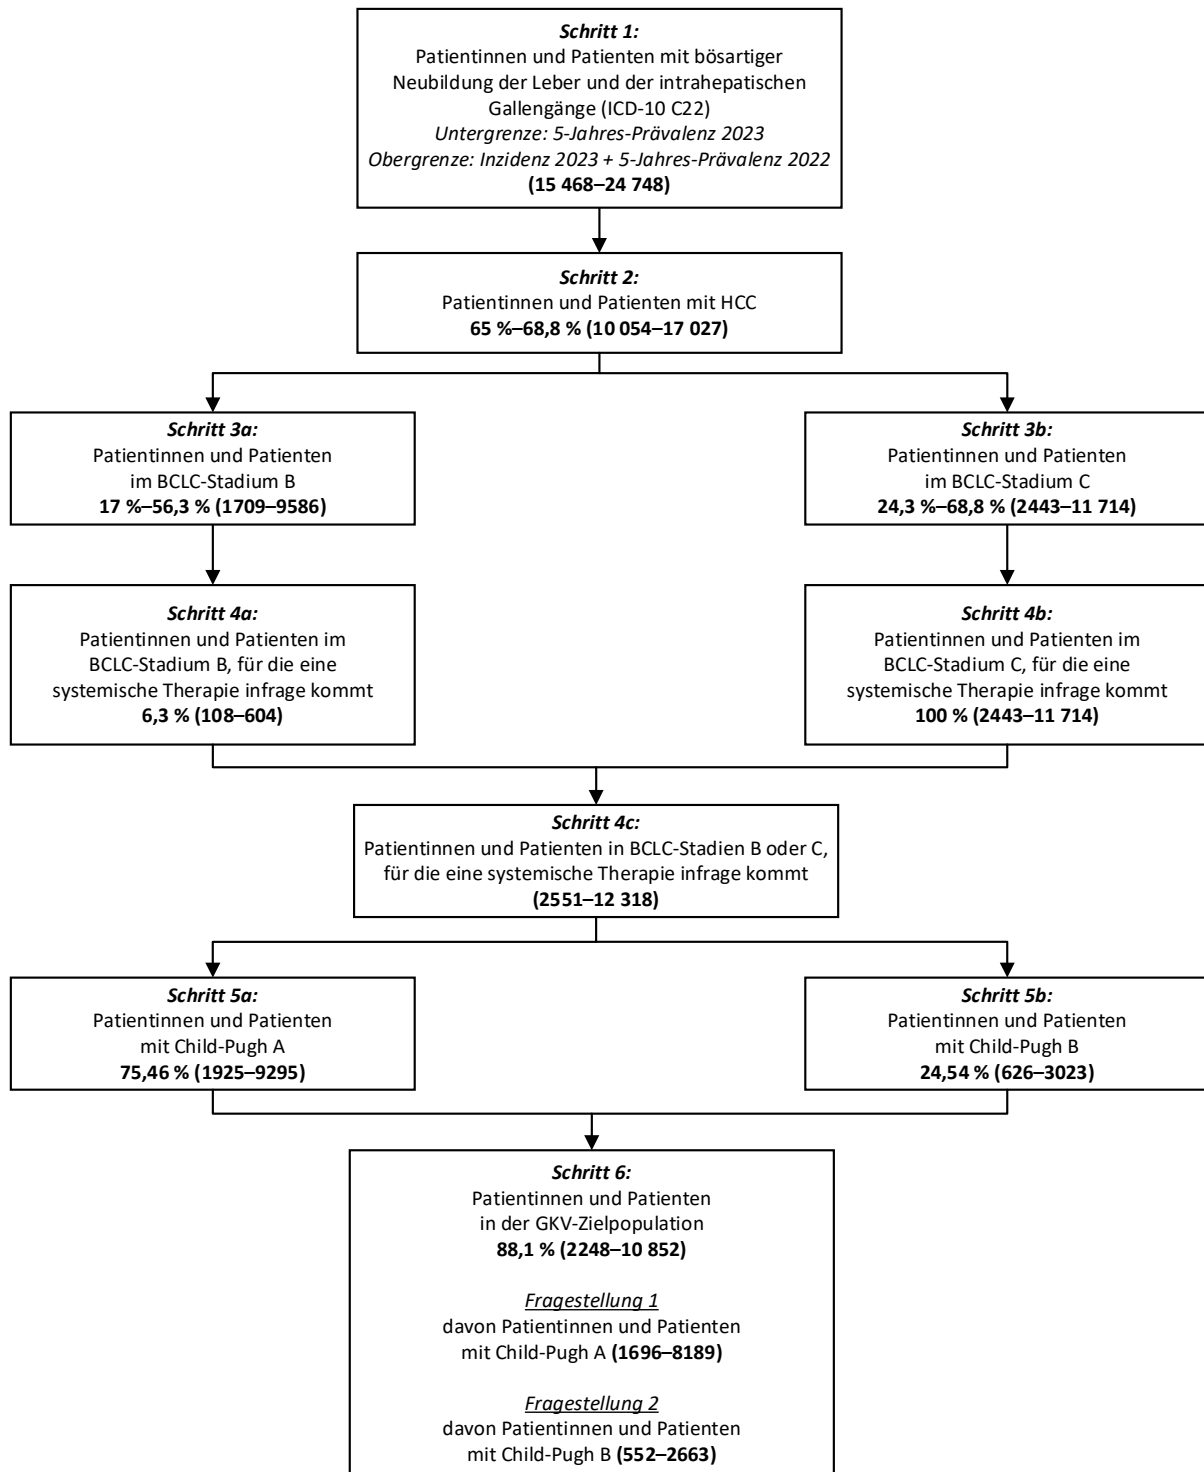 Schritt 1:
Patientinnen und Patienten mit bösartiger
Neubildung der Leber und der intrahepatischen
Gallengänge (ICD-10 C22)
Untergrenze: 5-Jahres-Prävalenz 2023
Obergrenze: Inzidenz 2023 + 5-Jahres-Prävalenz 2022
(15 468–24 748)
Schritt 2:
Patientinnen und Patienten mit HCC
65 %–68,8 % (10 054–17 027)
Schritt 3a:
Patientinnen und Patienten
im BCLC-Stadium B
17 %–56,3 % (1709–9586)
Schritt 3b:
Patientinnen und Patienten
im BCLC-Stadium C
24,3 %–68,8 % (2443–11 714)
Schritt 4a:
Patientinnen und Patienten im
BCLC-Stadium B, für die eine
systemische Therapie infrage kommt
6,3 % (108–604)
Schritt 4b:
Patientinnen und Patienten im
BCLC-Stadium C, für die eine
systemische Therapie infrage kommt
100 % (2443–11 714)
Schritt 4c:
Patientinnen und Patienten in BCLC-Stadien B oder C,
für die eine systemische Therapie infrage kommt
(2551–12 318)
Schritt 5a:
Patientinnen und Patienten
mit Child-Pugh A
75,46 % (1925–9295)
Schritt 5b:
Patientinnen und Patienten
mit Child-Pugh B
24,54 % (626–3023)
Schritt 6:
Patientinnen und Patienten
in der GKV-Zielpopulation
88,1 % (2248–10 852)
Fragestellung 1
davon Patientinnen und Patienten
mit Child-Pugh A (1696–8189)
Fragestellung 2
davon Patientinnen und Patienten
mit Child-Pugh B (552–2663)